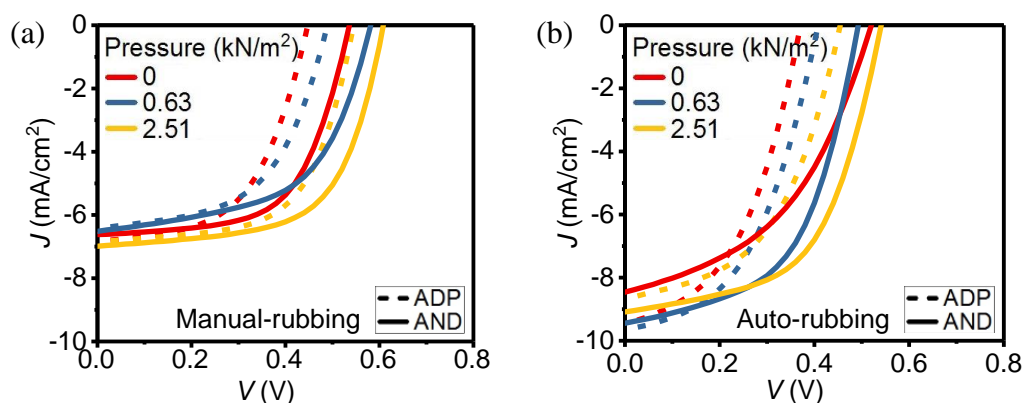 (a)
Pressure (kN/m²)
0
0.63
2.51
0
-2
-4
-6
-8
-10
J (mA/cm²)
Manual-rubbing
ADP
AND
0.0 0.2 0.4 0.6 0.8
V (V)
(b)
Pressure (kN/m²)
0
0.63
2.51
0
-2
-4
-6
-8
-10
J (mA/cm²)
Auto-rubbing
ADP
AND
0.0 0.2 0.4 0.6 0.8
V (V)